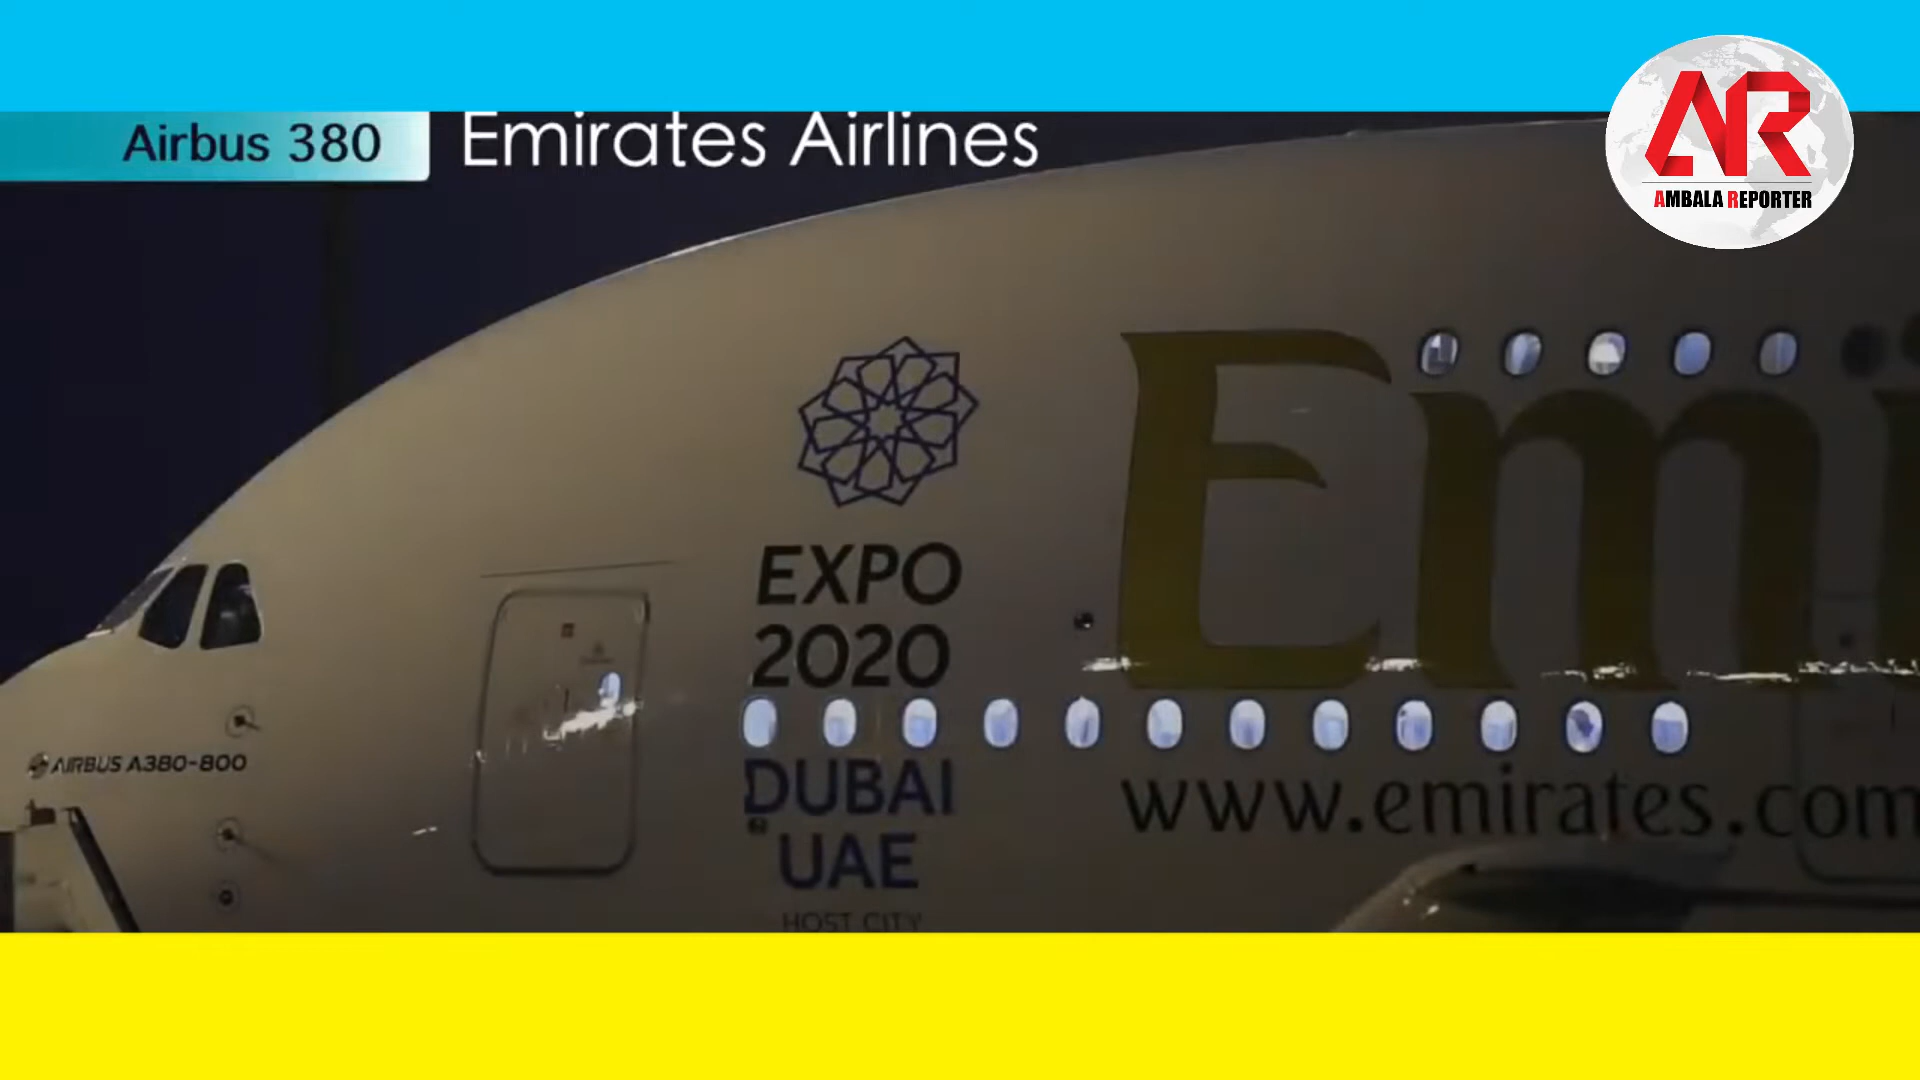 Airbus 380
Emirates Airlines
AR
AMBALA REPORTER
EXPO
2020
DUBAI
UAE
HOST CITY
Emi
www.emirates.com
AIRBUS A380-800